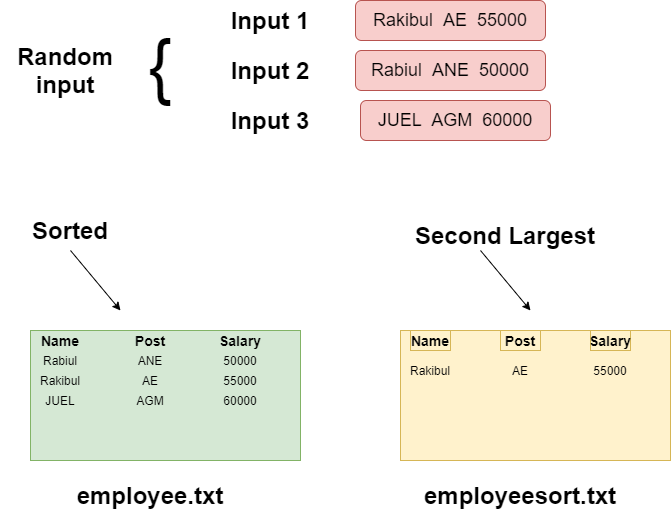 Random
input
{
Input 1
Rakibul AE 55000
Input 2
Rabiul ANE 50000
Input 3
JUEL AGM 60000
Sorted
Second Largest
Name Post Salary
Rabiul ANE 50000
Rakibul AE 55000
JUEL AGM 60000
employee.txt
Name Post Salary
Rakibul AE 55000
employeesort.txt